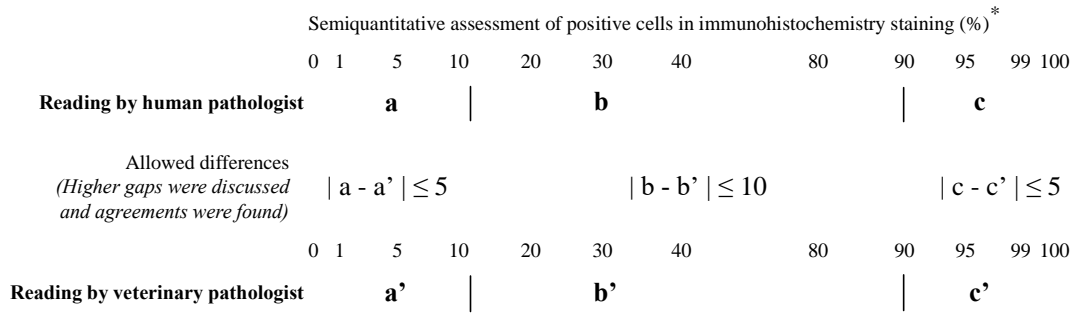 Semiquantitative assessment of positive cells in immunohistochemistry staining (%)*
0 1 5 10 20 30 40 80 90 95 99 100
Reading by human pathologist a b c
Allowed differences
(Higher gaps were discussed
and agreements were found)
| a - a’ | ≤ 5 | b - b’ | ≤ 10 | c - c’ | ≤ 5
0 1 5 10 20 30 40 80 90 95 99 100
Reading by veterinary pathologist a’ b’ c’